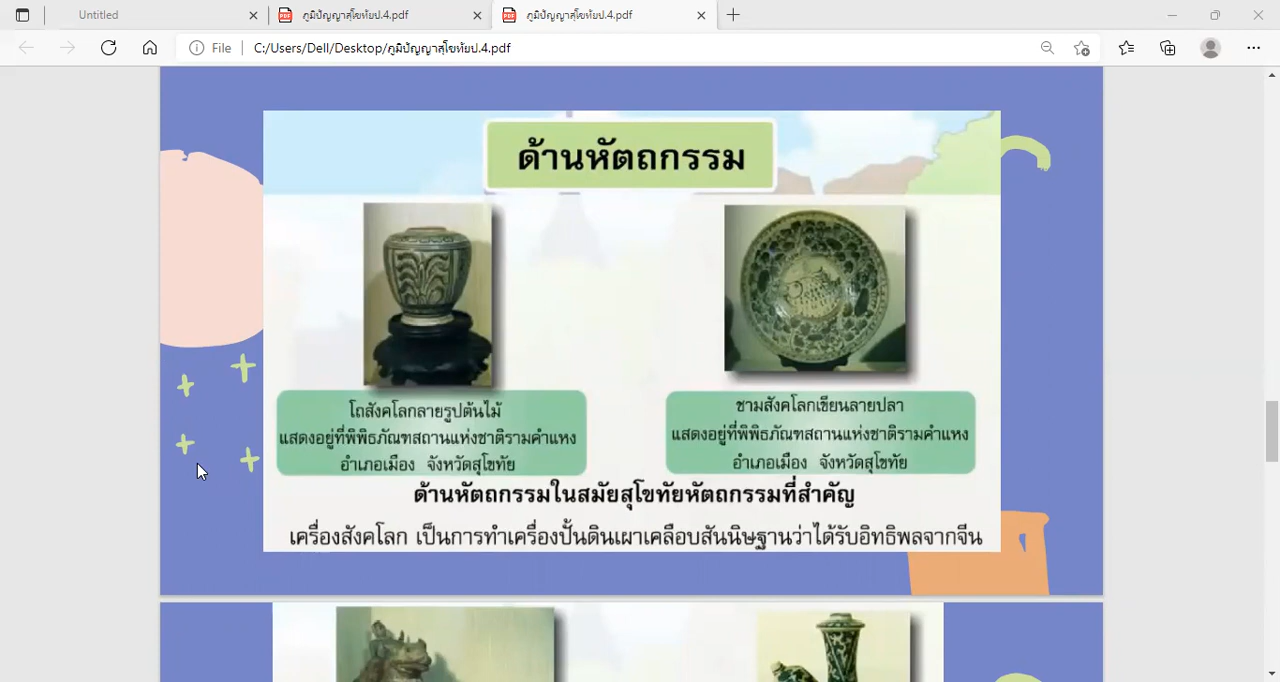 Untitled
ภูมิปัญญาสุโขทัยป.4.pdf
ภูมิปัญญาสุโขทัยป.4.pdf
File
C:/Users/Dell/Desktop/ภูมิปัญญาสุโขทัยป.4.pdf
ด้านหัตถกรรม
โถสังคโลกลายรูปต้นไม้
แสดงอยู่ที่พิพิธภัณฑสถานแห่งชาติรามคำแหง
อำเภอเมือง จังหวัดสุโขทัย
ชามสังคโลกเขียนลายปลา
แสดงอยู่ที่พิพิธภัณฑสถานแห่งชาติรามคำแหง
อำเภอเมือง จังหวัดสุโขทัย
ด้านหัตถกรรมในสมัยสุโขทัยหัตถกรรมที่สำคัญ
เครื่องสังคโลก เป็นการทำเครื่องปั้นดินเผาเคลือบสันนิษฐานว่าได้รับอิทธิพลจากจีน